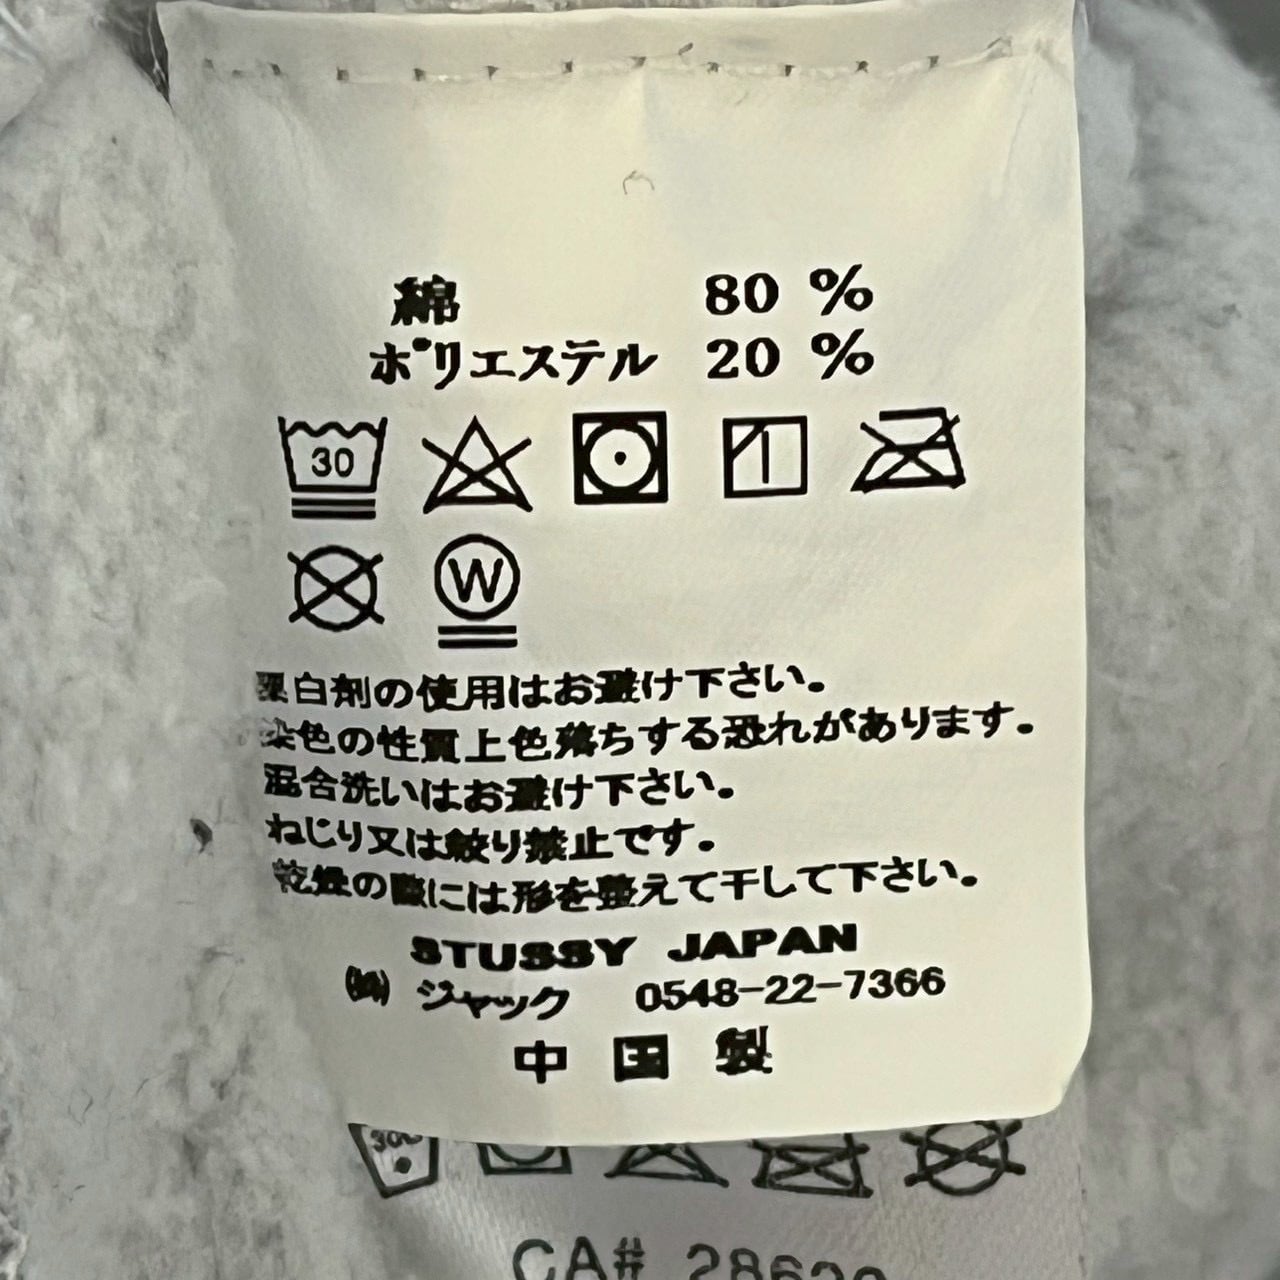 綿 80 %
ポリエステル 20 %
30
W
漂白剤の使用はお避け下さい。
染色の性質上色落ちする恐れがあります。
混合洗いはお避け下さい。
ねじり又は絞り禁止です。
乾燥の際には形を整えて干して下さい。
STUSSY JAPAN
㈱ ジャック 0548-22-7366
中国製
30
CA#